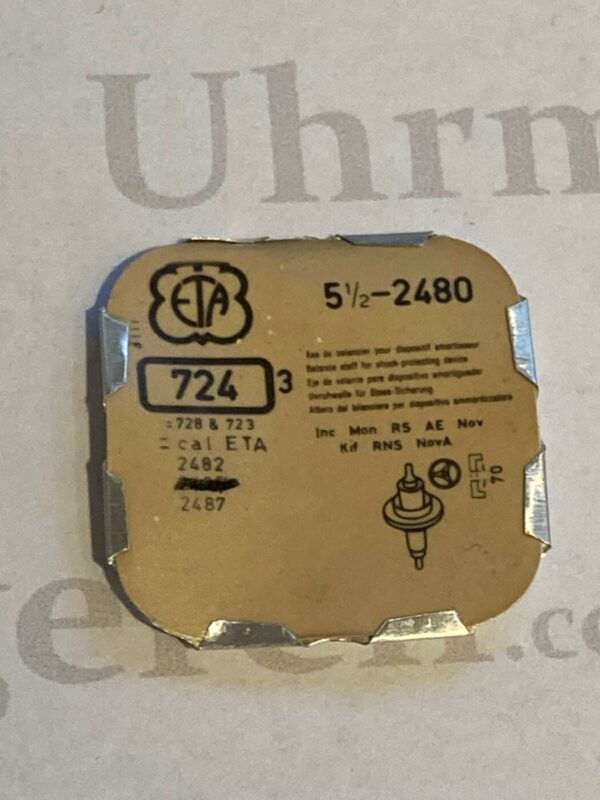 Uhrm
ETA
5½-2480
724 3
Axe de balancier pour dispositif amortisseur
Balance staff for shock-protecting device
Eje de volante para dispositivo amortiguador
Unruhwelle für Stoss-Sicherung
Albero del bilanciere per dispositivo ammortizzatore
=728 & 723
= cal ETA
2482
2487
Inc Mon RS AE Nov
Kif RNS NovA
70
geren.co